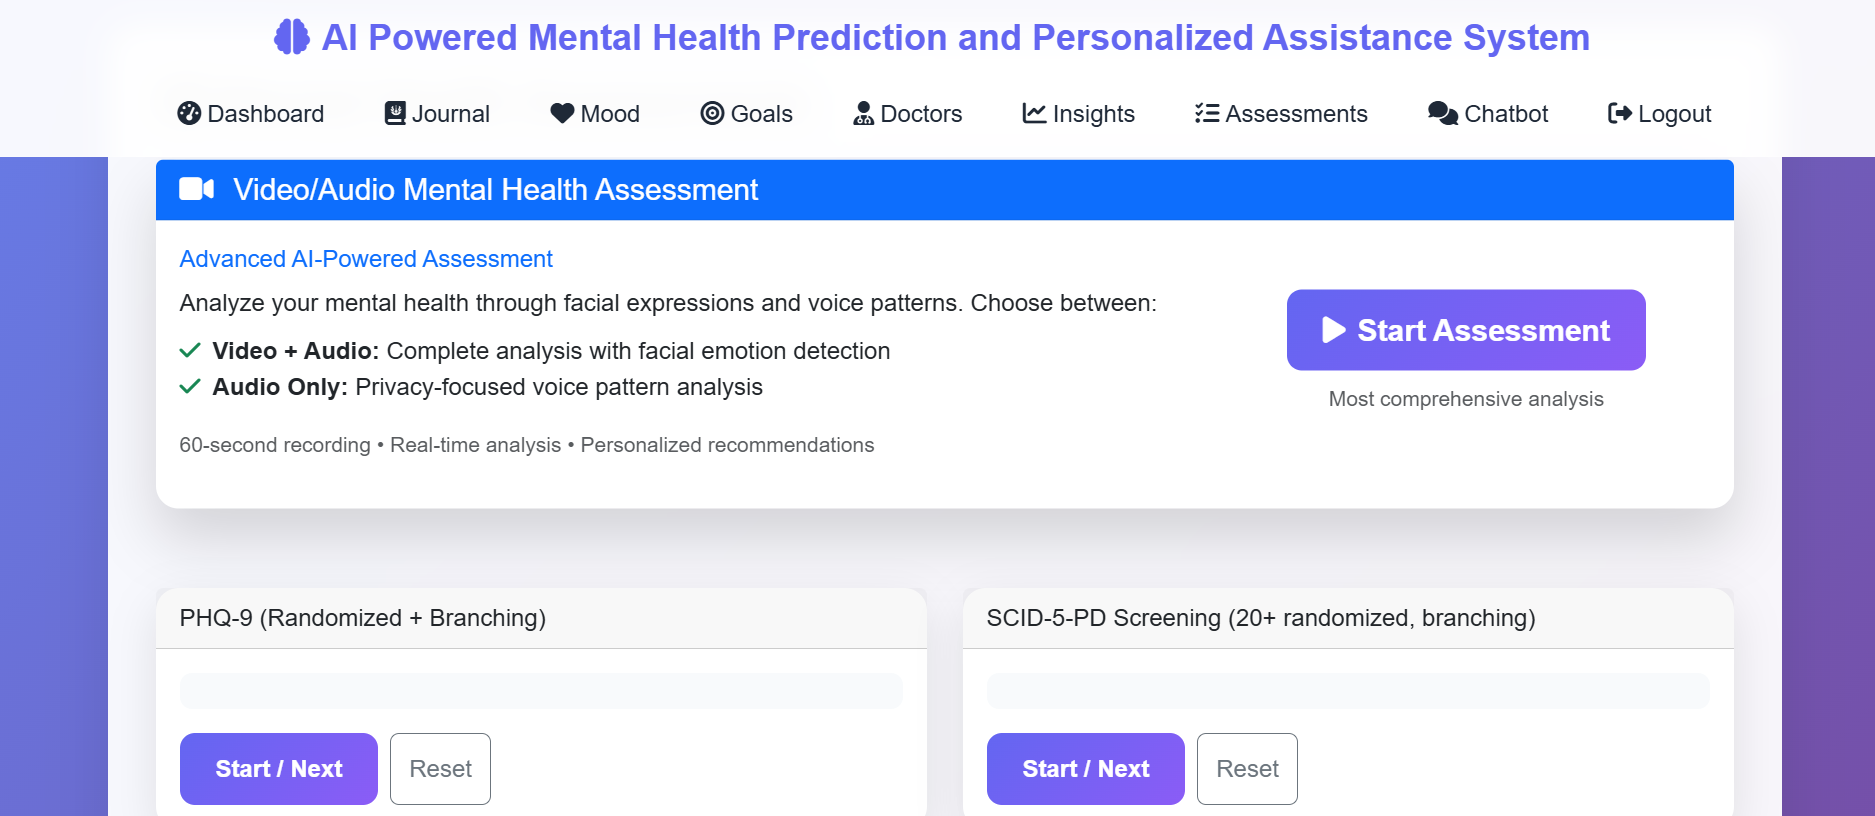 AI Powered Mental Health Prediction and Personalized Assistance System
Dashboard Journal Mood Goals Doctors Insights Assessments Chatbot Logout
Video/Audio Mental Health Assessment
Advanced AI-Powered Assessment
Analyze your mental health through facial expressions and voice patterns. Choose between:
Video + Audio: Complete analysis with facial emotion detection
Audio Only: Privacy-focused voice pattern analysis
60-second recording • Real-time analysis • Personalized recommendations
Start Assessment
Most comprehensive analysis
PHQ-9 (Randomized + Branching)
Start / Next Reset
SCID-5-PD Screening (20+ randomized, branching)
Start / Next Reset